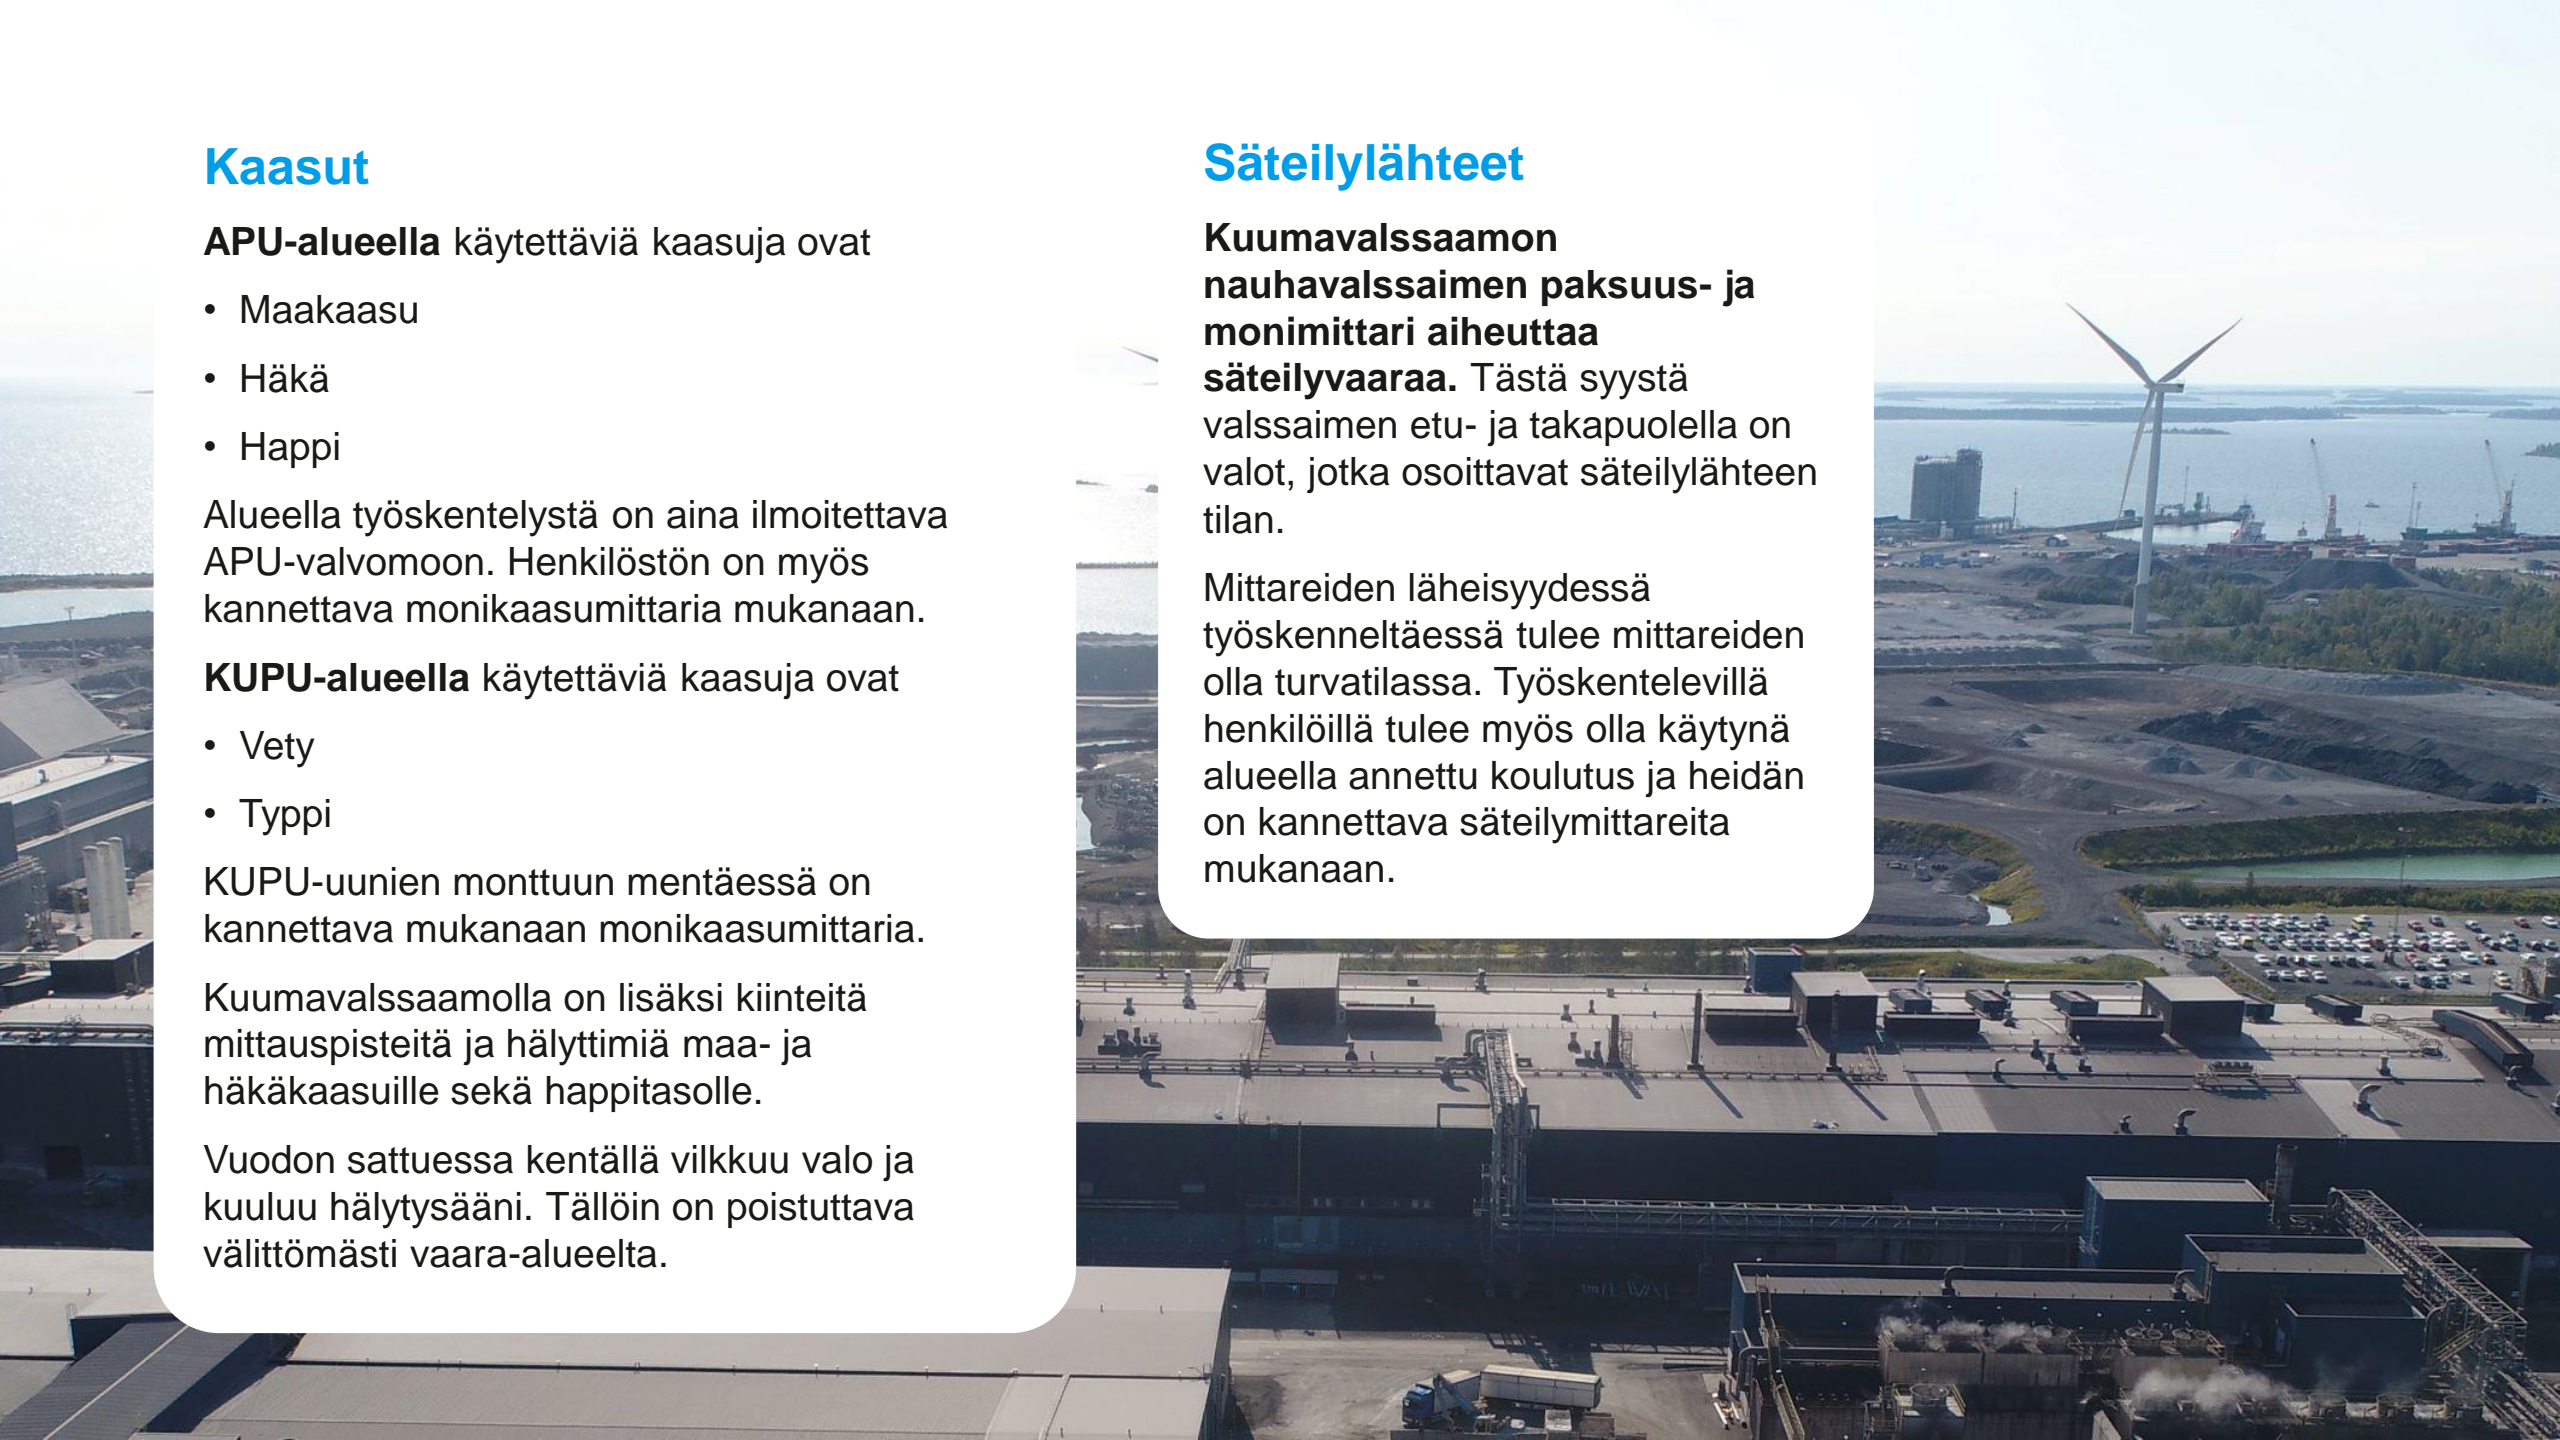 Kaasut
APU-alueella käytettäviä kaasuja ovat
• Maakaasu
• Häkä
• Happi
Alueella työskentelystä on aina ilmoitettava
APU-valvomoon. Henkilöstön on myös
kannettava monikaasumittaria mukanaan.
KUPU-alueella käytettäviä kaasuja ovat
• Vety
• Typpi
KUPU-uunien monttuun mentäessä on
kannettava mukanaan monikaasumittaria.
Kuumavalssaamolla on lisäksi kiinteitä
mittauspisteitä ja hälyttimiä maa- ja
häkäkaasuille sekä happitasolle.
Vuodon sattuessa kentällä vilkkuu valo ja
kuuluu hälytysääni. Tällöin on poistuttava
välittömästi vaara-alueelta.
Säteilylähteet
Kuumavalssaamon
nauhavalssaimen paksuus- ja
monimittari aiheuttaa
säteilyvaaraa. Tästä syystä
valssaimen etu- ja takapuolella on
valot, jotka osoittavat säteilylähteen
tilan.
Mittareiden läheisyydessä
työskenneltäessä tulee mittareiden
olla turvatilassa. Työskentelevillä
henkilöillä tulee myös olla käytynä
alueella annettu koulutus ja heidän
on kannettava säteilymittareita
mukanaan.